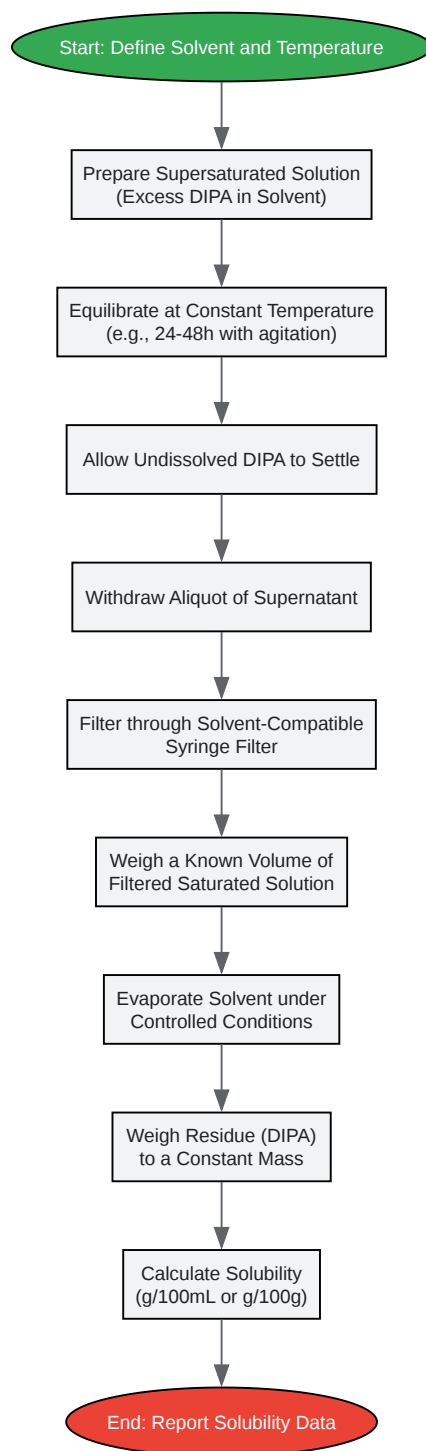 Start: Define Solvent and Temperature
Prepare Supersaturated Solution
(Excess DIPA in Solvent)
Equilibrate at Constant Temperature
(e.g., 24-48h with agitation)
Allow Undissolved DIPA to Settle
Withdraw Aliquot of Supernatant
Filter through Solvent-Compatible
Syringe Filter
Weigh a Known Volume of
Filtered Saturated Solution
Evaporate Solvent under
Controlled Conditions
Weigh Residue (DIPA)
to a Constant Mass
Calculate Solubility
(g/100mL or g/100g)
End: Report Solubility Data